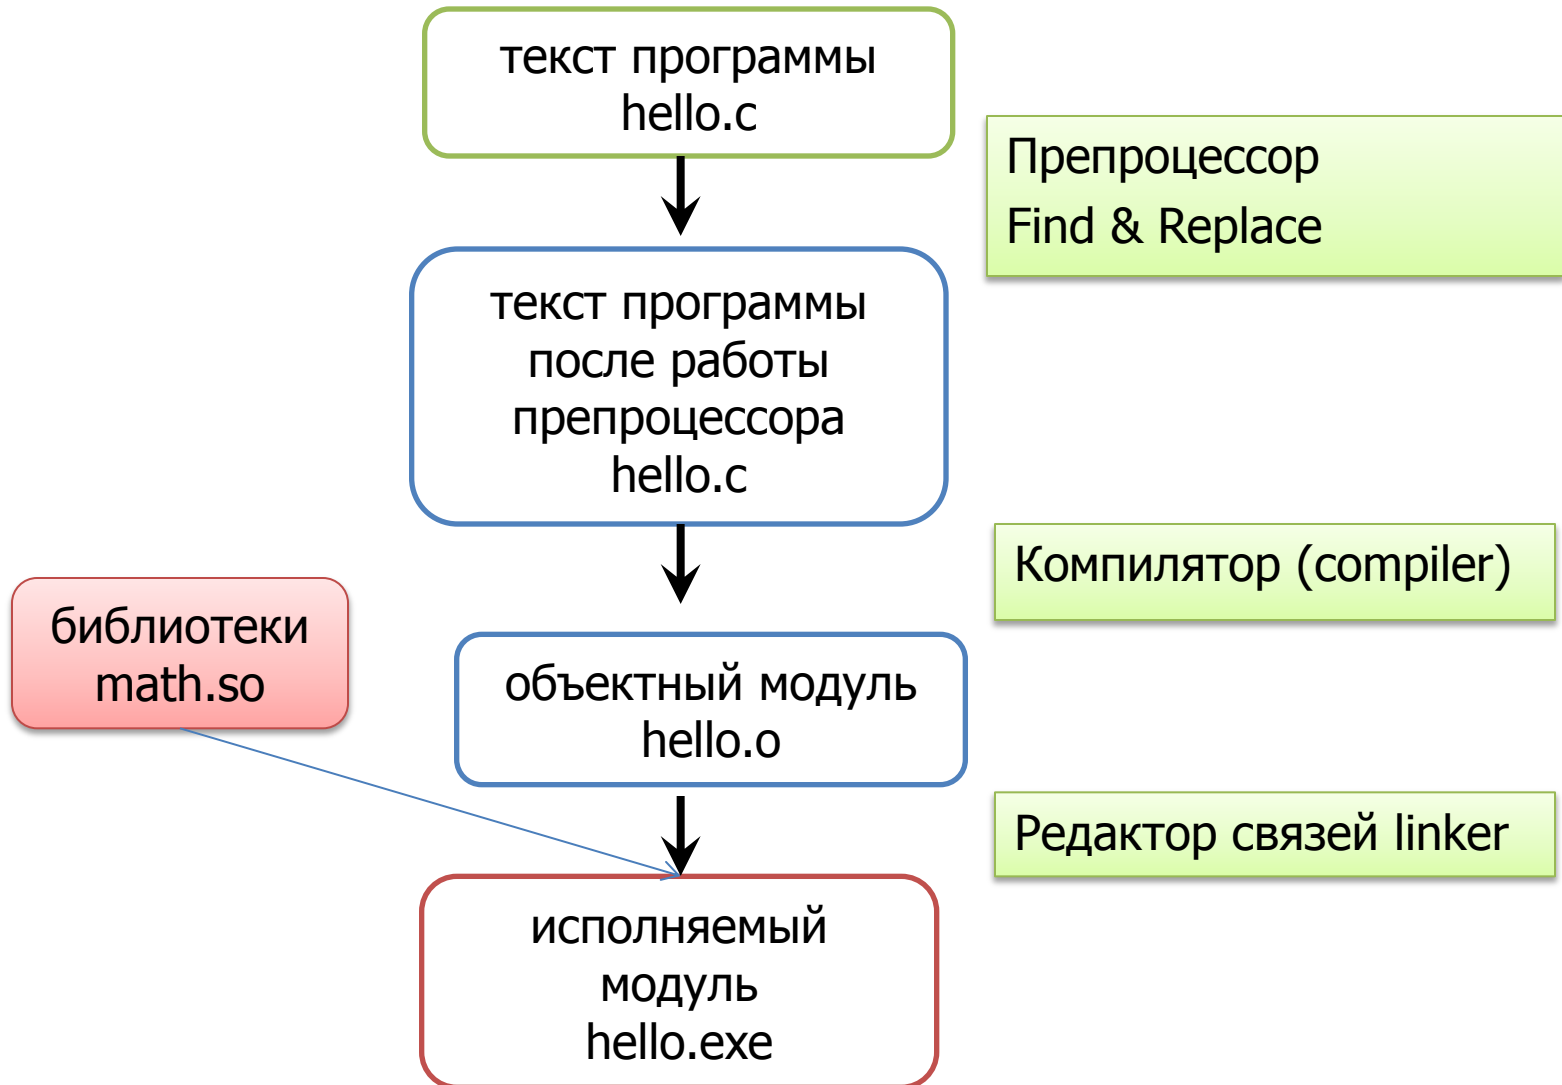 текст программы
hello.c
Препроцессор
Find & Replace
текст программы
после работы
препроцессора
hello.c
Компилятор (compiler)
библиотеки
math.so
объектный модуль
hello.o
Редактор связей linker
исполняемый
модуль
hello.exe